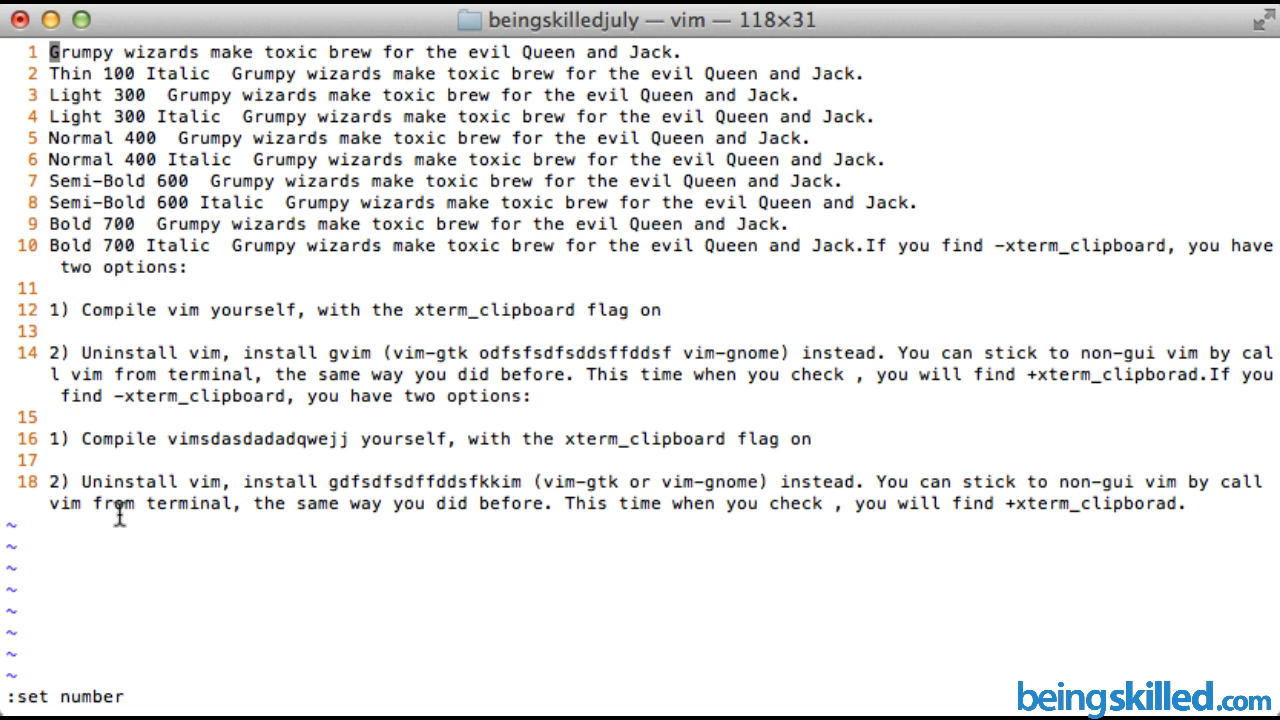 beingskilledjuly — vim — 118×31
1 Grumpy wizards make toxic brew for the evil Queen and Jack.
2 Thin 100 Italic  Grumpy wizards make toxic brew for the evil Queen and Jack.
3 Light 300  Grumpy wizards make toxic brew for the evil Queen and Jack.
4 Light 300 Italic  Grumpy wizards make toxic brew for the evil Queen and Jack.
5 Normal 400  Grumpy wizards make toxic brew for the evil Queen and Jack.
6 Normal 400 Italic  Grumpy wizards make toxic brew for the evil Queen and Jack.
7 Semi-Bold 600  Grumpy wizards make toxic brew for the evil Queen and Jack.
8 Semi-Bold 600 Italic  Grumpy wizards make toxic brew for the evil Queen and Jack.
9 Bold 700  Grumpy wizards make toxic brew for the evil Queen and Jack.
10 Bold 700 Italic  Grumpy wizards make toxic brew for the evil Queen and Jack.If you find -xterm_clipboard, you have
two options:
11
12 1) Compile vim yourself, with the xterm_clipboard flag on
13
14 2) Uninstall vim, install gvim (vim-gtk odfsfsdfsddsffddsf vim-gnome) instead. You can stick to non-gui vim by cal
l vim from terminal, the same way you did before. This time when you check , you will find +xterm_clipborad.If you
find -xterm_clipboard, you have two options:
15
16 1) Compile vimsdasdadadqwejj yourself, with the xterm_clipboard flag on
17
18 2) Uninstall vim, install gdfsdfsdffddsfkkim (vim-gtk or vim-gnome) instead. You can stick to non-gui vim by call
vim from terminal, the same way you did before. This time when you check , you will find +xterm_clipborad.
~
~
~
~
~
~
~
~
:set number
beingskilled.com